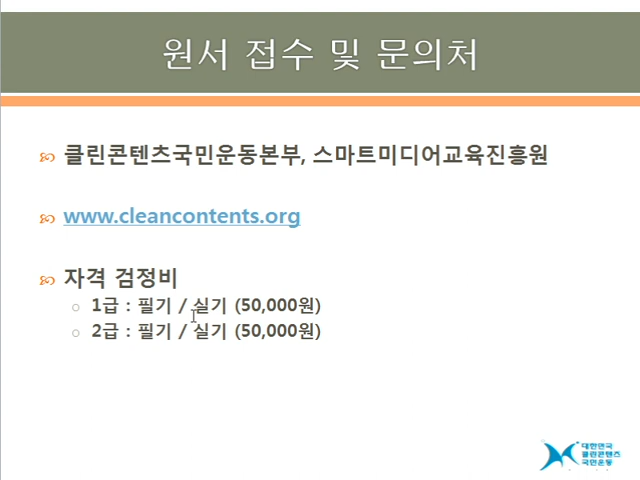 원서 접수 및 문의처
클린콘텐츠국민운동본부, 스마트미디어교육진흥원
www.cleancontents.org
자격 검정비
1급 : 필기 / 실기 (50,000원)
2급 : 필기 / 실기 (50,000원)
대한민국
클린콘텐츠
국민운동